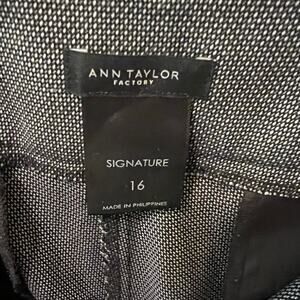 ANN TAYLOR
FACTORY
SIGNATURE
16
MADE IN PHILIPPINES